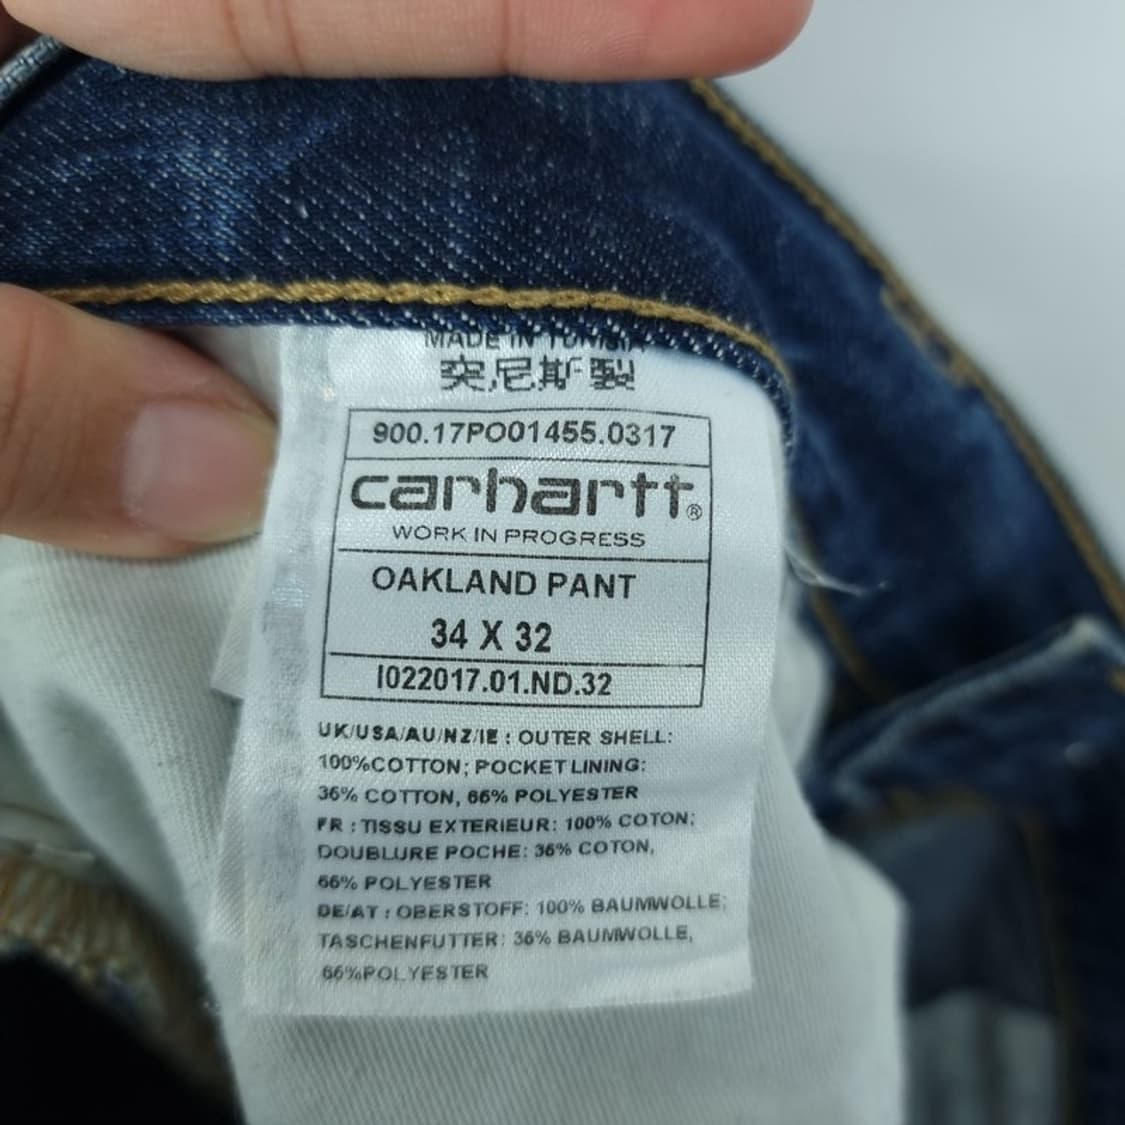 MADE IN TUNISIA
突尼斯製
900.17PO01455.0317
carhartt®
WORK IN PROGRESS
OAKLAND PANT
34 X 32
I022017.01.ND.32
UK/USA/AU/NZ/IE : OUTER SHELL:
100%COTTON; POCKET LINING:
36% COTTON, 66% POLYESTER
FR : TISSU EXTERIEUR: 100% COTON;
DOUBLURE POCHE: 36% COTON,
66% POLYESTER
DE/AT : OBERSTOFF: 100% BAUMWOLLE;
TASCHENFUTTER: 36% BAUMWOLLE,
66%POLYESTER